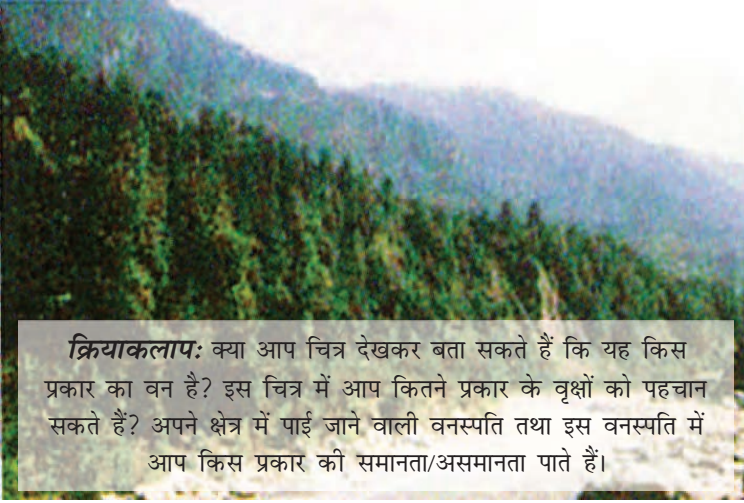 क्रियाकलाप: क्या आप चित्र देखकर बता सकते हैं कि यह किस
प्रकार का वन है? इस चित्र में आप कितने प्रकार के वृक्षों को पहचान
सकते हैं? अपने क्षेत्र में पाई जाने वाली वनस्पति तथा इस वनस्पति में
आप किस प्रकार की समानता/असमानता पाते हैं।